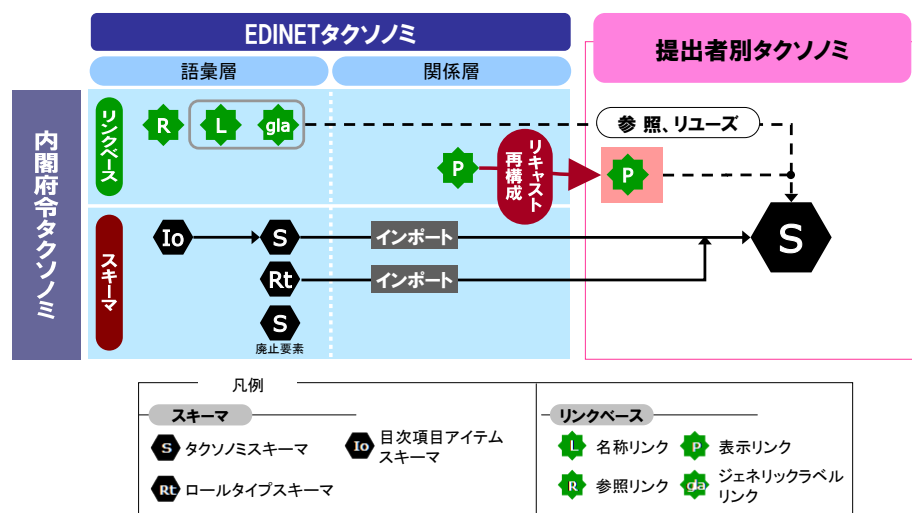 EDINETタクソノミ
提出者別タクソノミ
語彙層
関係層
内閣府令タクソノミ
リンクベース
R
L
gla
参照、リユーズ
P
リキャスト
再構成
P
スキーマ
Io
S
インポート
S
Rt
インポート
S
廃止要素
凡例
スキーマ
リンクベース
S タクソノミスキーマ
Io 目次項目アイテム
スキーマ
L 名称リンク
P 表示リンク
Rt ロールタイプスキーマ
R 参照リンク
gla ジェネリックラベル
リンク